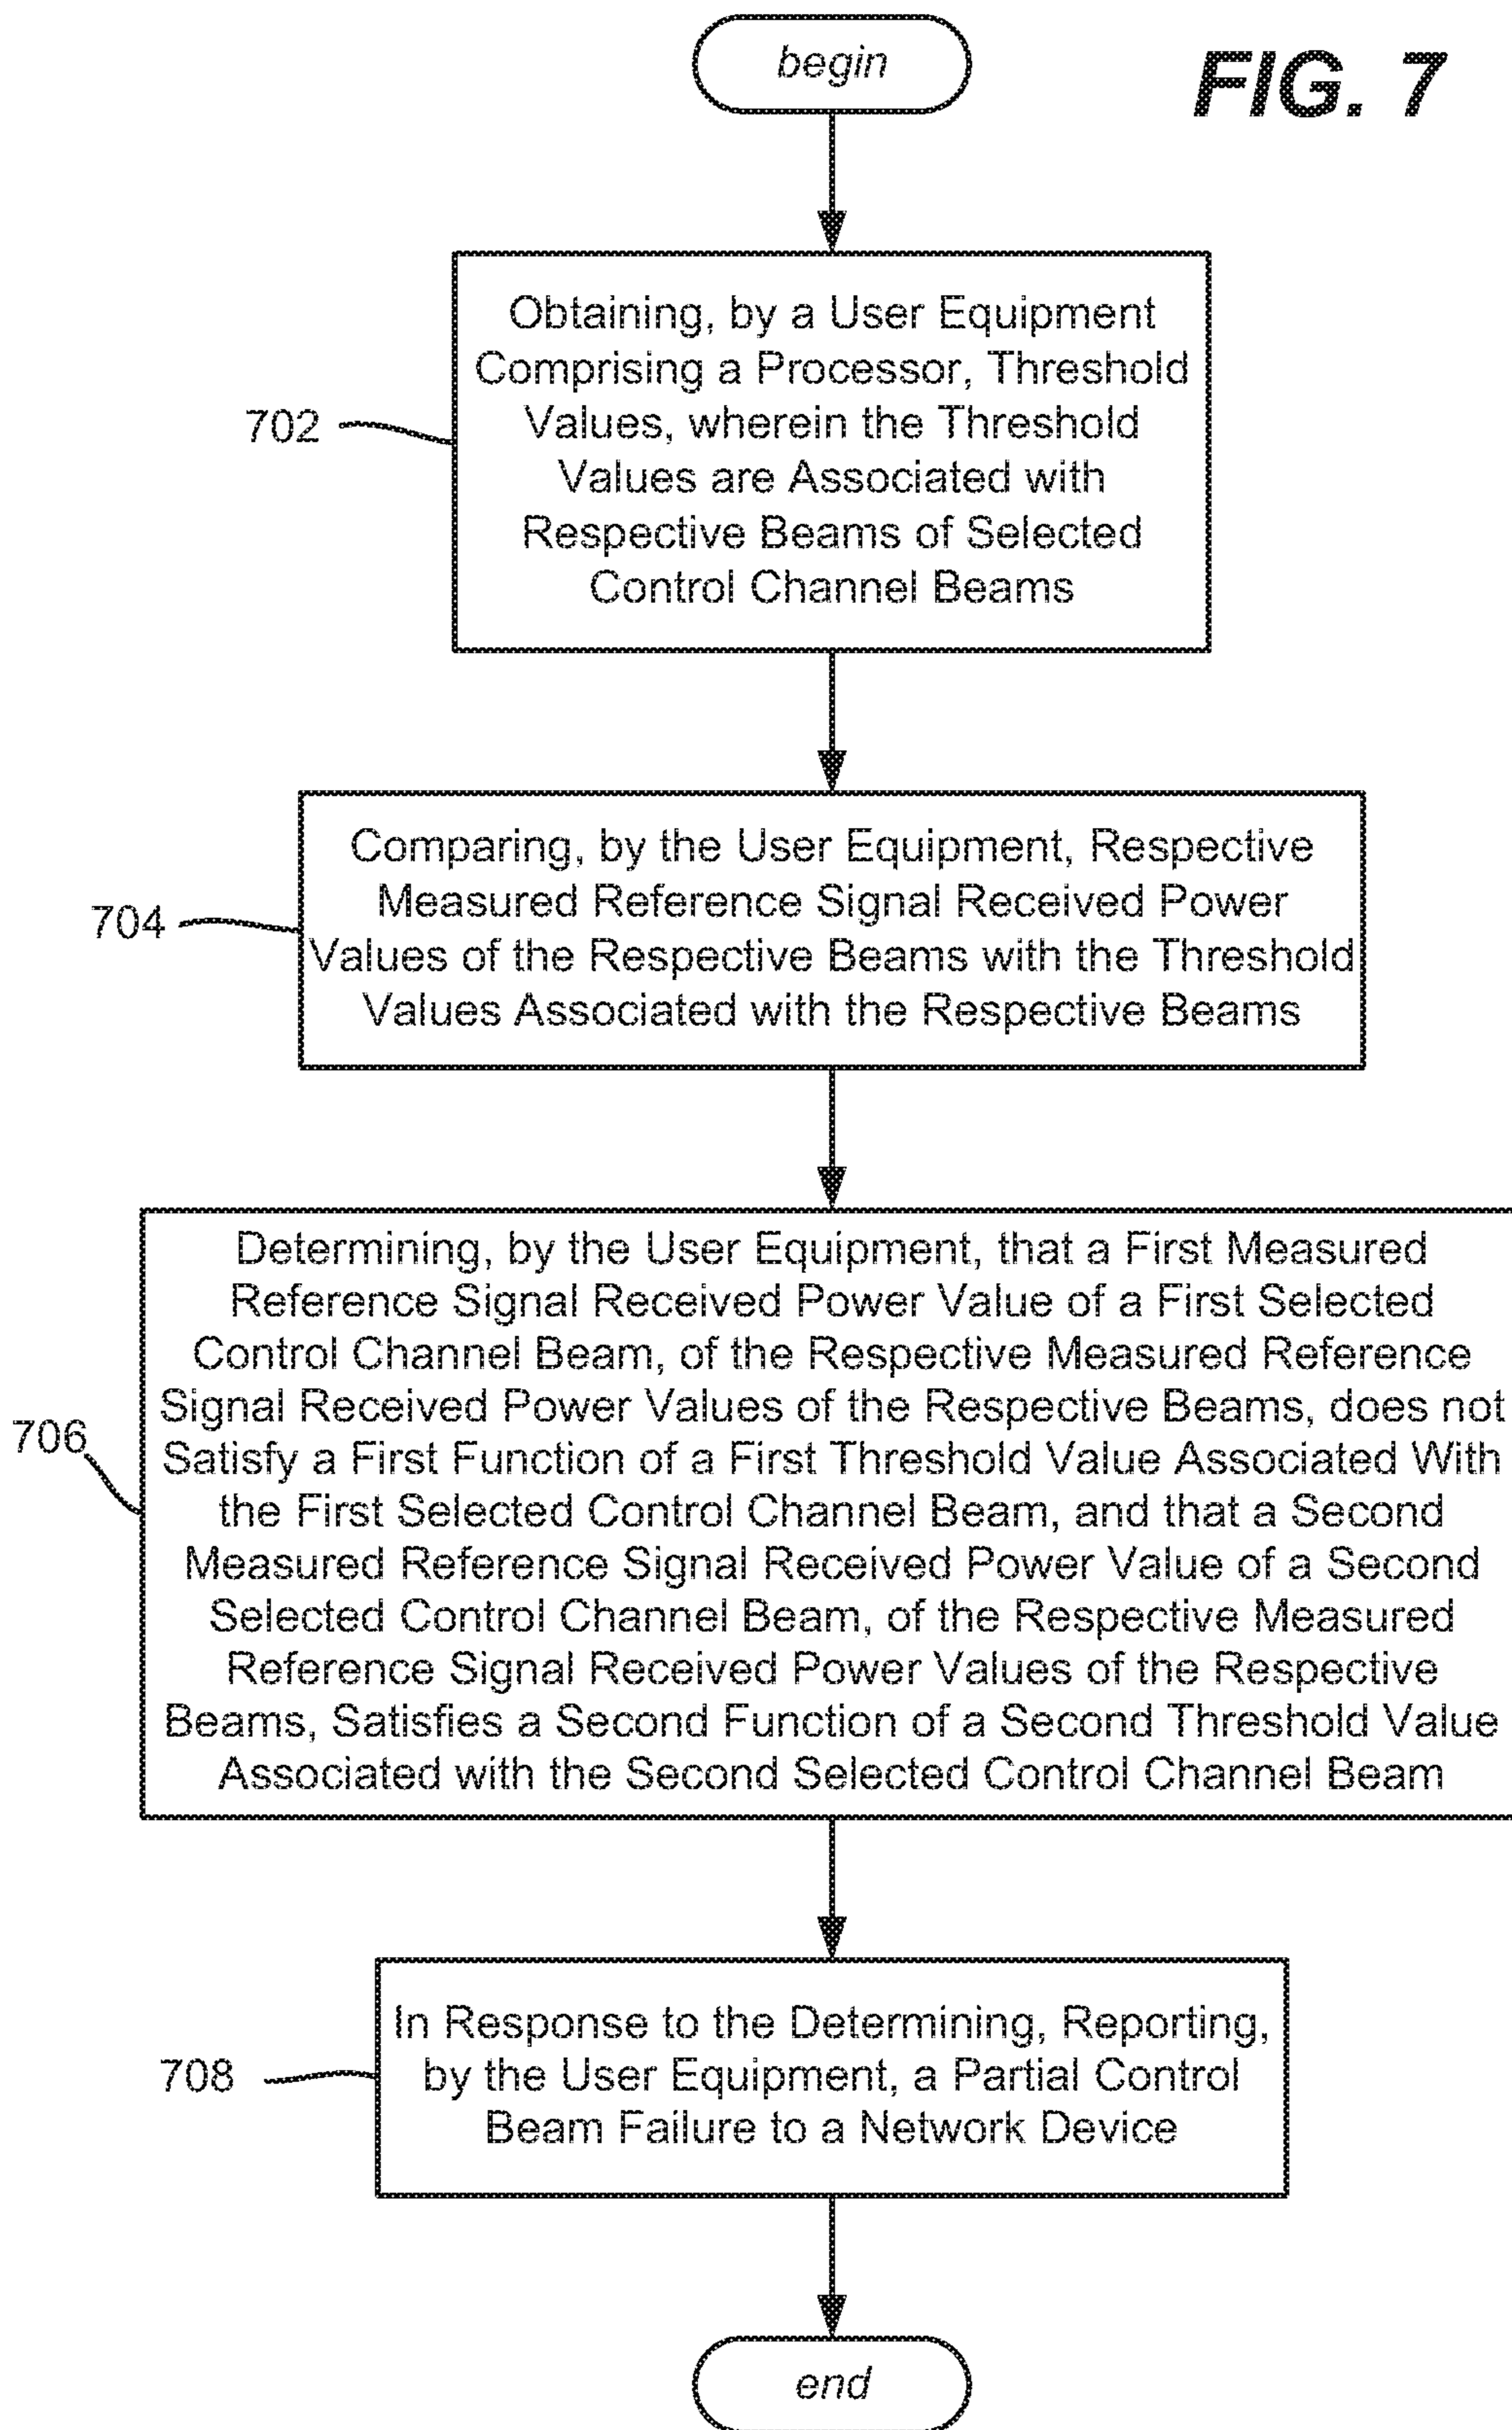 begin
FIG. 7
Obtaining, by a User Equipment
Comprising a Processor, Threshold
Values, wherein the Threshold
Values are Associated with
Respective Beams of Selected
Control Channel Beams
702
Comparing, by the User Equipment, Respective
Measured Reference Signal Received Power
Values of the Respective Beams with the Threshold
Values Associated with the Respective Beams
704
Determining, by the User Equipment, that a First Measured
Reference Signal Received Power Value of a First Selected
Control Channel Beam, of the Respective Measured Reference
Signal Received Power Values of the Respective Beams, does not
Satisfy a First Function of a First Threshold Value Associated With
the First Selected Control Channel Beam, and that a Second
Measured Reference Signal Received Power Value of a Second
Selected Control Channel Beam, of the Respective Measured
Reference Signal Received Power Values of the Respective
Beams, Satisfies a Second Function of a Second Threshold Value
Associated with the Second Selected Control Channel Beam
706
In Response to the Determining, Reporting,
by the User Equipment, a Partial Control
Beam Failure to a Network Device
708
end